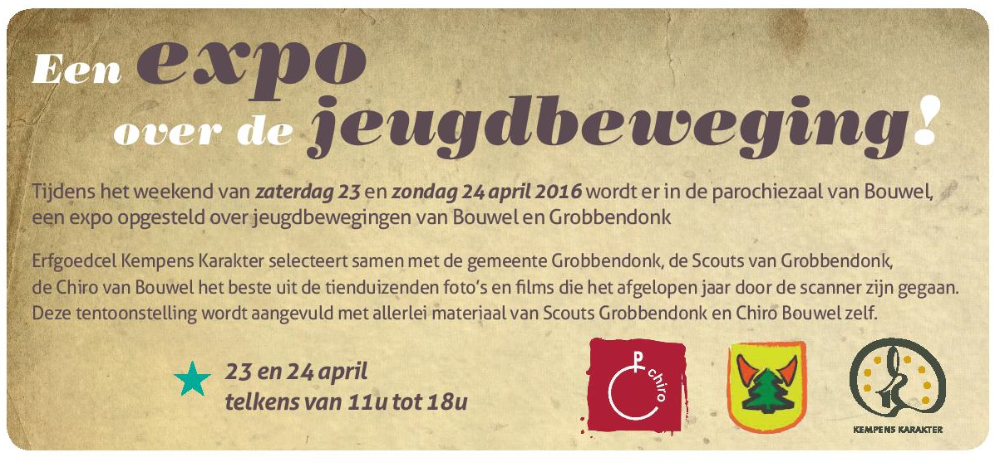 Een expo
over de jeugdbeweging!
Tijdens het weekend van zaterdag 23 en zondag 24 april 2016 wordt er in de parochiezaal van Bouwel,
een expo opgesteld over jeugdbewegingen van Bouwel en Grobbendonk
Erfgoedcel Kempens Karakter selecteert samen met de gemeente Grobbendonk, de Scouts van Grobbendonk,
de Chiro van Bouwel het beste uit de tienduizenden foto's en films die het afgelopen jaar door de scanner zijn gegaan.
Deze tentoonstelling wordt aangevuld met allerlei materiaal van Scouts Grobbendonk en Chiro Bouwel zelf.
23 en 24 april
telkens van 11u tot 18u
chiro
KEMPENS KARAKTER